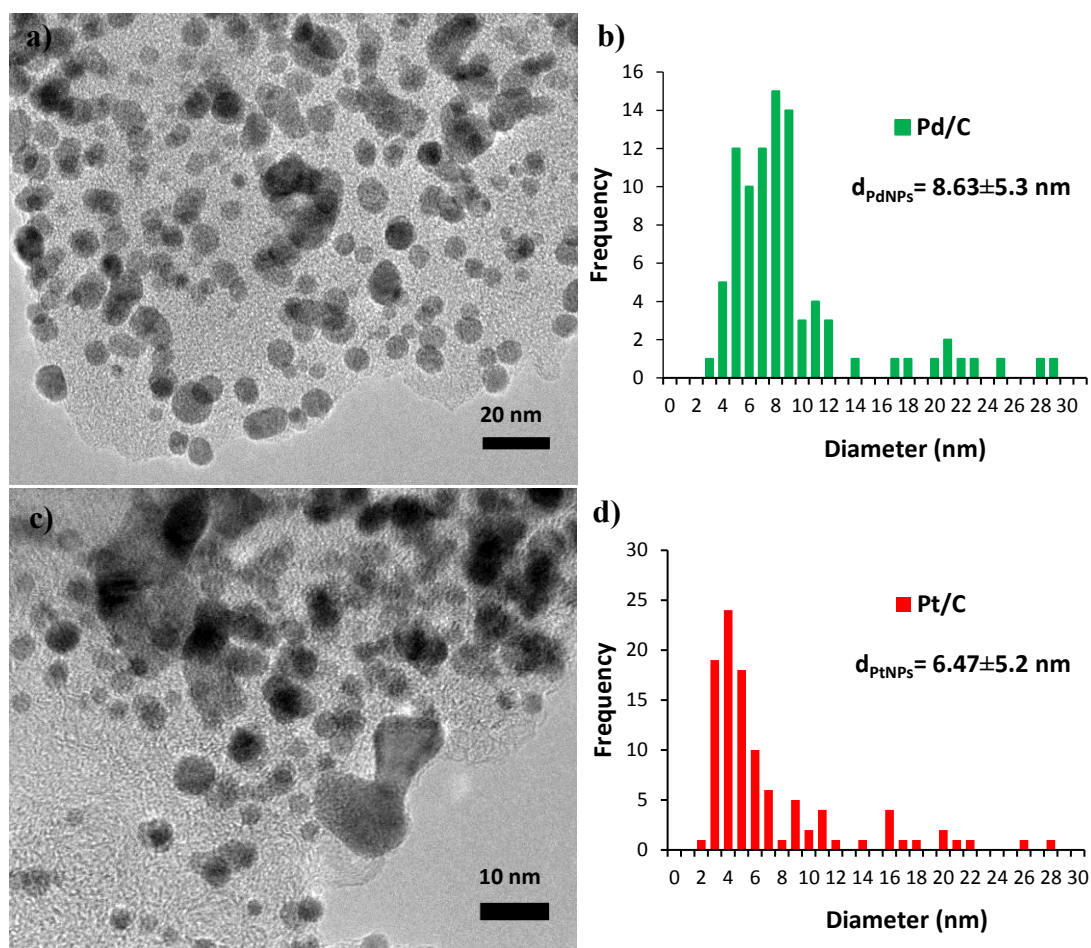 a)
20 nm
b)
16
14
12
10
8
6
4
2
0
Frequency
Pd/C
dPdNPs= 8.63±5.3 nm
0 2 4 6 8 10 12 14 16 18 20 22 24 26 28 30
Diameter (nm)
c)
10 nm
d)
30
25
20
15
10
5
0
Frequency
Pt/C
dPtNPs= 6.47±5.2 nm
0 2 4 6 8 10 12 14 16 18 20 22 24 26 28 30
Diameter (nm)